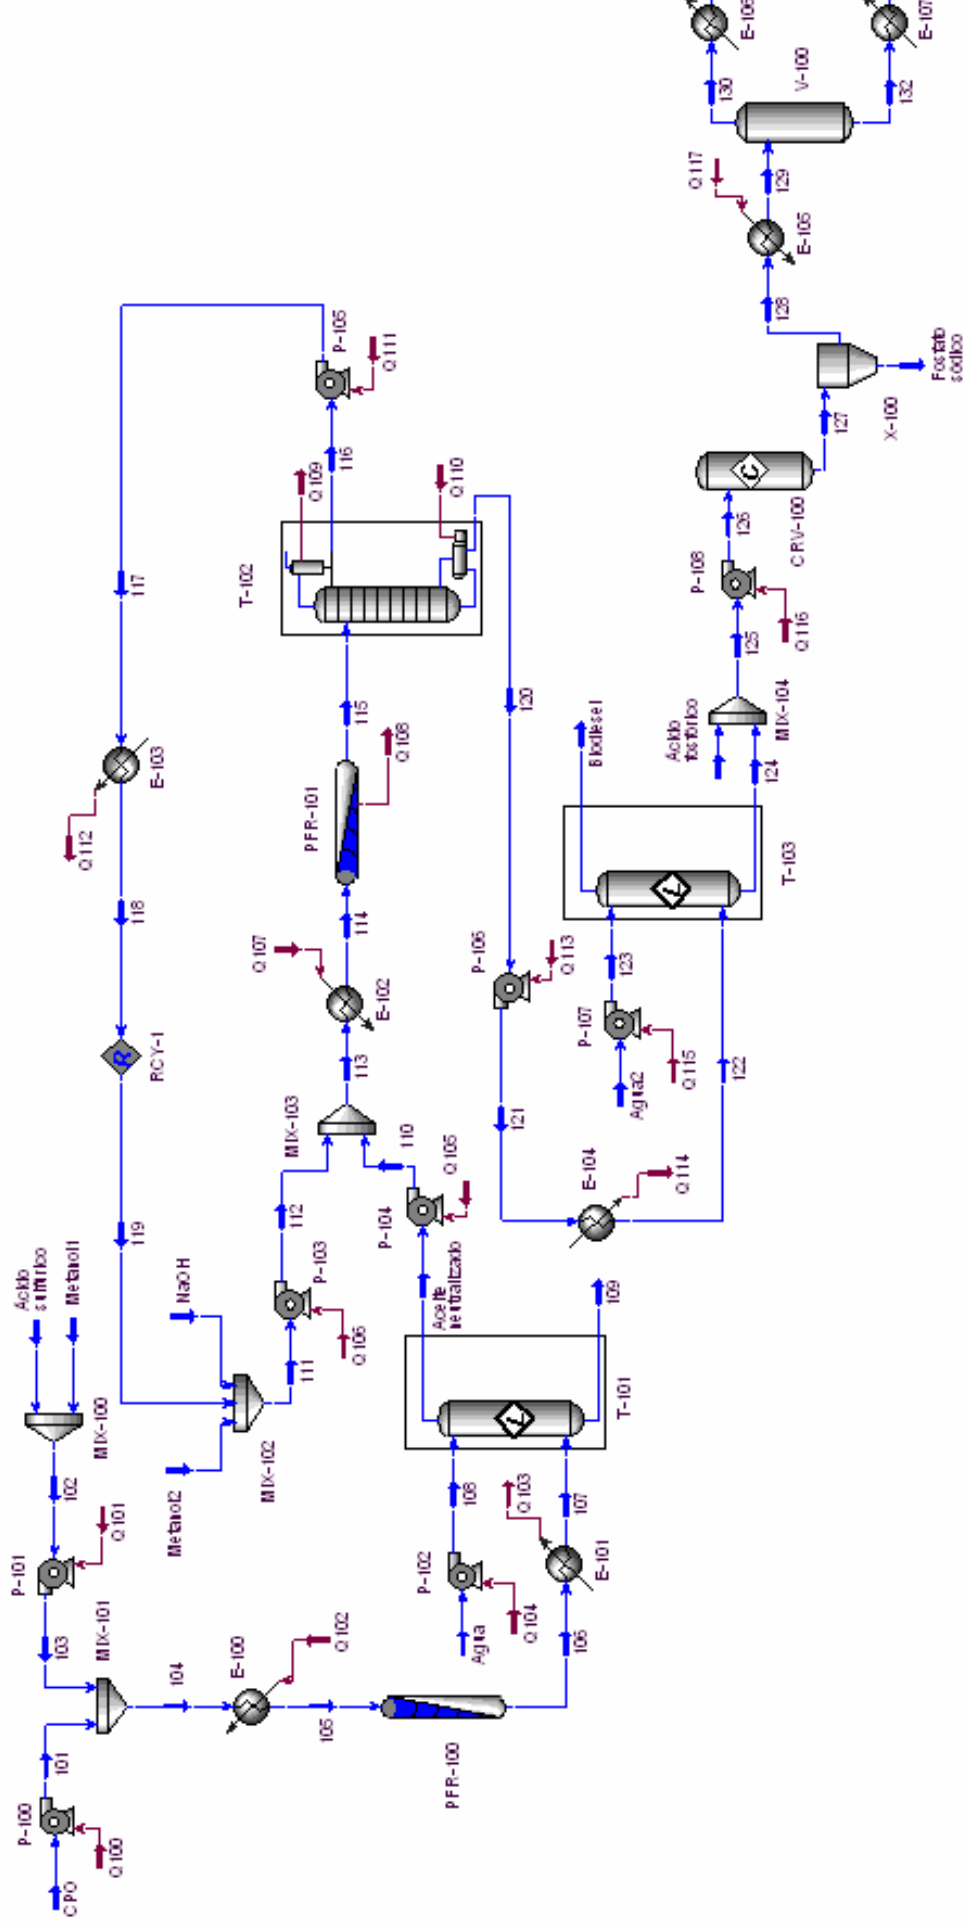 CPO
P-100
Q100
101
MIX-101
103
P-101
Q101
102
MIX-100
Acido
sulfúrico
Metanol1
104
E-100
Q102
105
PFR-100
106
E-101
Q103
107
Agua
P-102
Q104
108
T-101
109
Aceite
neutralizado
P-104
Q105
110
Metanol2
NaOH
MIX-102
111
P-103
Q106
112
MIX-103
113
E-102
Q107
114
PFR-101
Q108
115
T-102
Q109
Q110
116
P-105
Q111
117
E-103
Q112
118
RCY-1
119
120
P-106
Q113
121
E-104
Q114
122
Agua2
P-107
Q115
123
T-103
Biodiesel
124
Acido
fosfórico
MIX-104
125
P-108
Q116
126
CRV-100
127
X-100
Fosfato
sódico
128
E-105
Q117
129
V-100
130
E-106
132
E-107